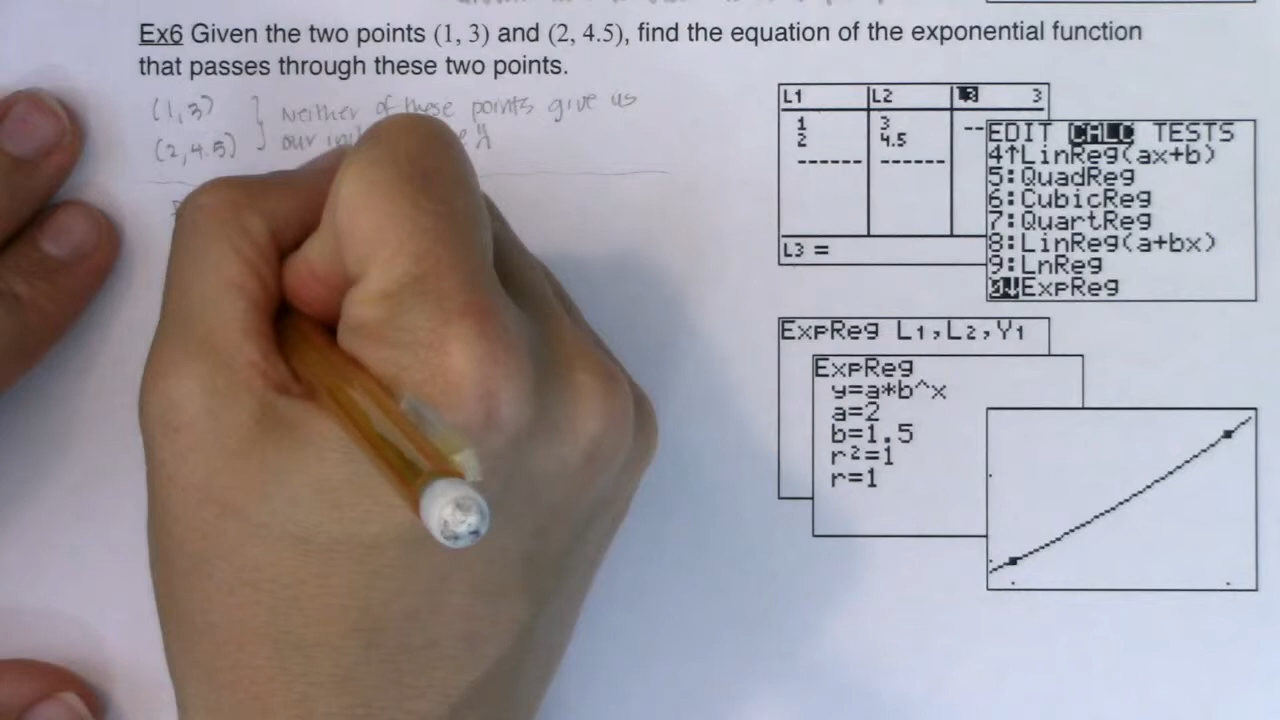 Ex6 Given the two points (1, 3) and (2, 4.5), find the equation of the exponential function
that passes through these two points.
(1,3)
(2,4.5)
Neither of these points give us
our
L1 L2 L3 3
1 3
2 4.5
L3 =
EDIT CALC TESTS
4↑LinReg(ax+b)
5:QuadReg
6:CubicReg
7:QuartReg
8:LinReg(a+bx)
9:LnReg
0↓ExpReg
ExpReg L1,L2,Y1
ExpReg
y=a*b^x
a=2
b=1.5
r²=1
r=1